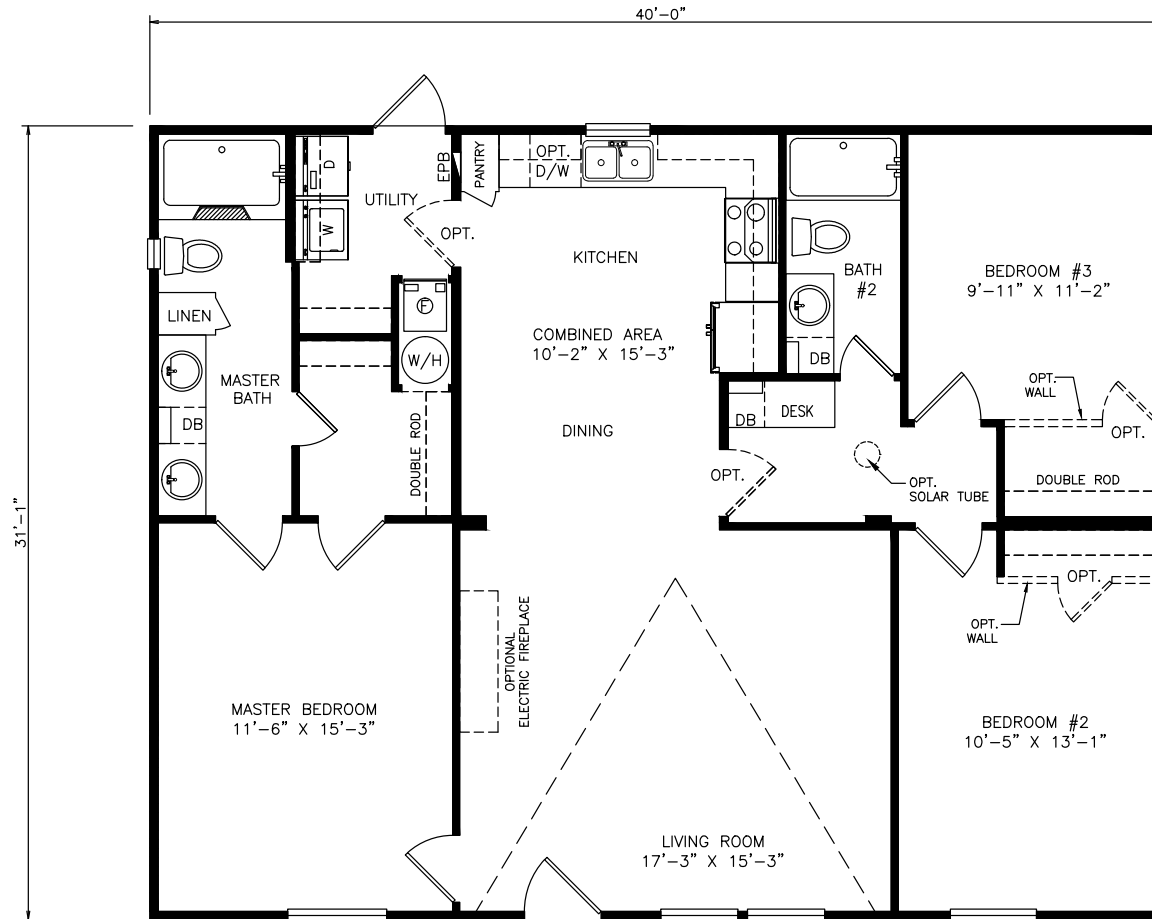 40'-0"
31'-1"
D
W
UTILITY
EPB
PANTRY
OPT.
D/W
OPT.
KITCHEN
BATH
#2
BEDROOM #3
9'-11" X 11'-2"
LINEN
F
W/H
COMBINED AREA
10'-2" X 15'-3"
DB
MASTER
BATH
DB
DOUBLE ROD
DINING
DB
DESK
OPT.
WALL
OPT.
OPT.
OPT.
SOLAR TUBE
DOUBLE ROD
OPT.
OPT.
WALL
OPTIONAL
ELECTRIC FIREPLACE
MASTER BEDROOM
11'-6" X 15'-3"
BEDROOM #2
10'-5" X 13'-1"
LIVING ROOM
17'-3" X 15'-3"